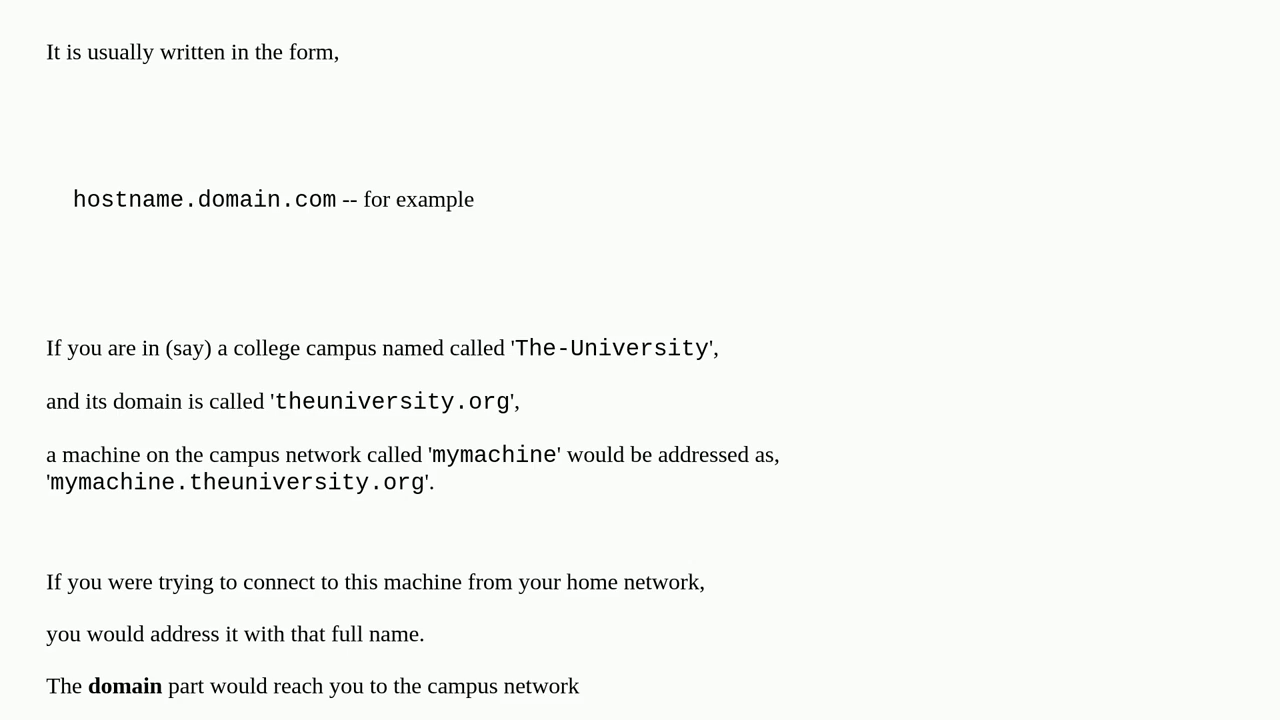 It is usually written in the form,
hostname.domain.com -- for example
If you are in (say) a college campus named called 'The-University',
and its domain is called 'theuniversity.org',
a machine on the campus network called 'mymachine' would be addressed as,
'mymachine.theuniversity.org'.
If you were trying to connect to this machine from your home network,
you would address it with that full name.
The domain part would reach you to the campus network